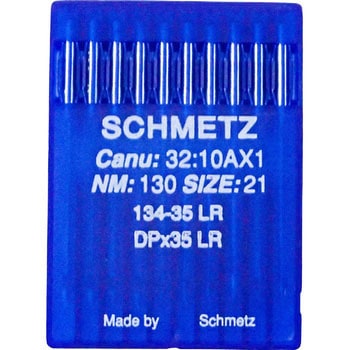 SCHMETZ
Canu: 32:10AX1
NM: 130 SIZE: 21
134-35 LR
DPx35 LR
Made by Schmetz